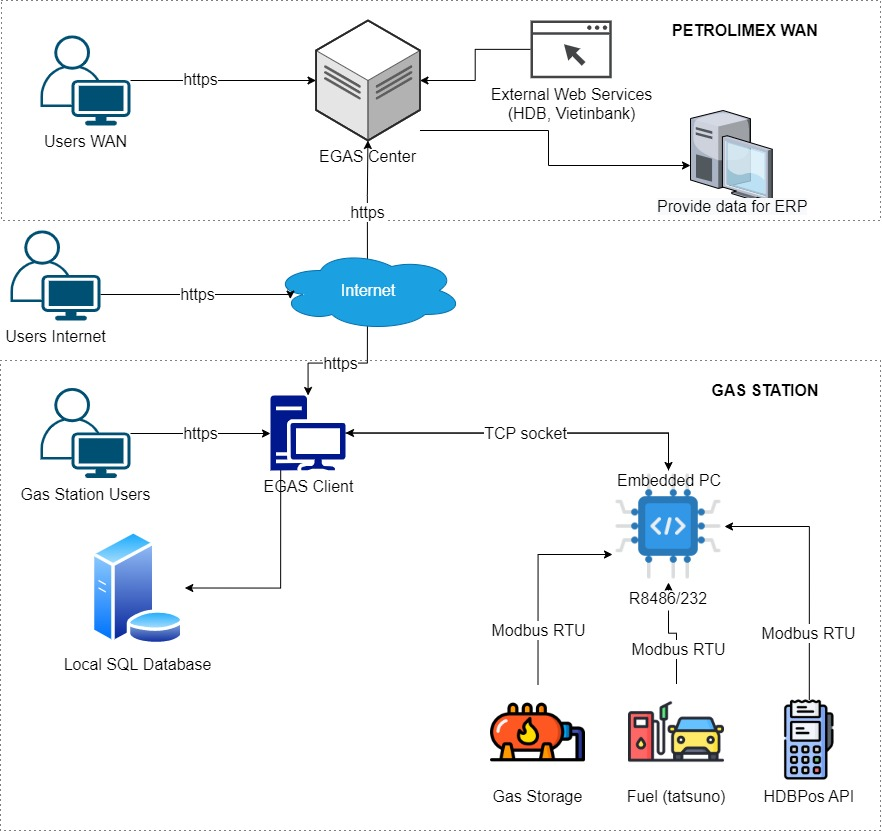 PETROLIMEX WAN
https
Users WAN
EGAS Center
External Web Services
(HDB, Vietinbank)
Provide data for ERP
https
Internet
https
Users Internet
https
GAS STATION
https
Gas Station Users
EGAS Client
TCP socket
Embedded PC
</>
R8486/232
Modbus RTU
Modbus RTU
Modbus RTU
Local SQL Database
Gas Storage
Fuel (tatsuno)
HDBPos API